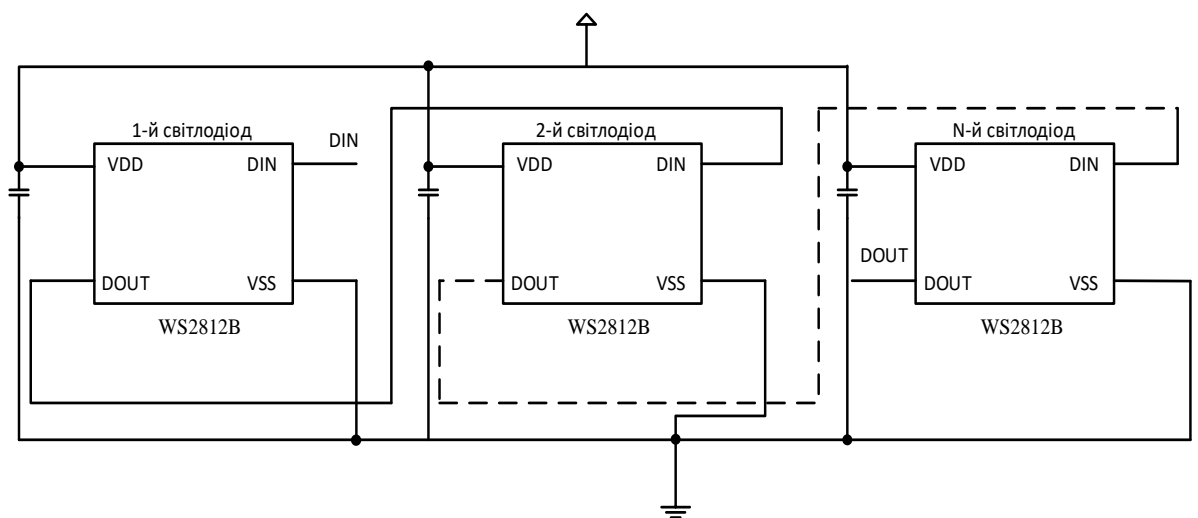 1-й світлодіод
DIN
VDD
DIN
DOUT
VSS
WS2812B
2-й світлодіод
VDD
DIN
DOUT
VSS
WS2812B
N-й світлодіод
VDD
DIN
DOUT
DOUT
VSS
WS2812B